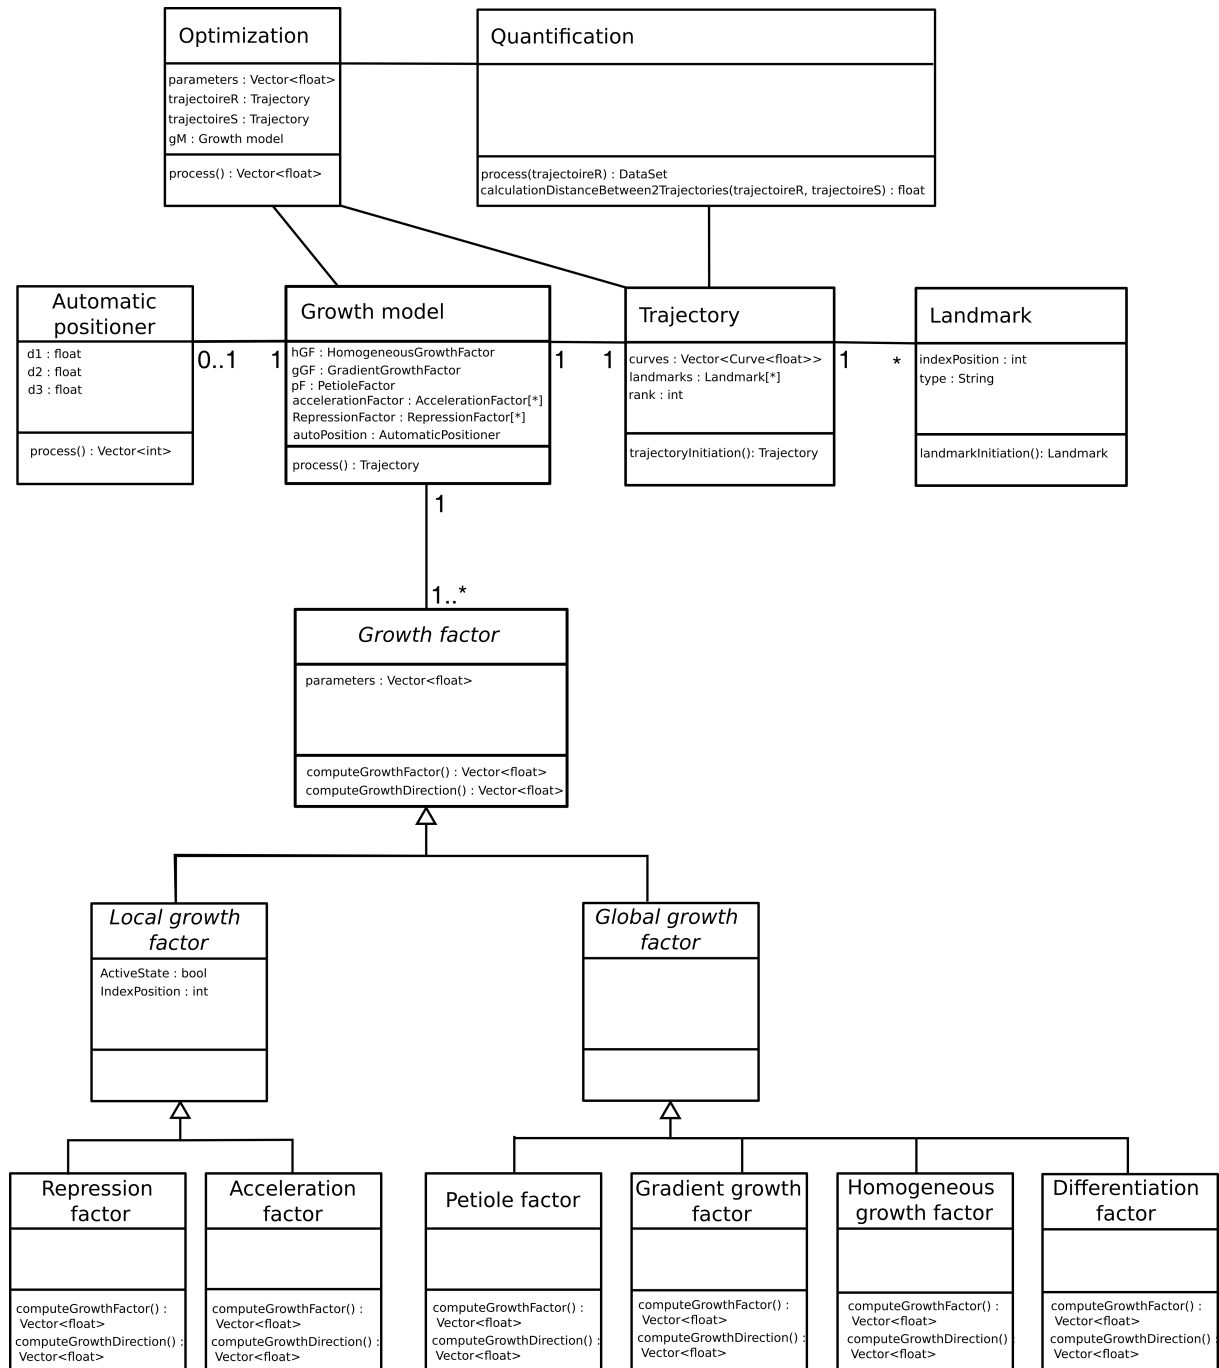 Optimization
parameters : Vector<float>
trajectoireR : Trajectory
trajectoireS : Trajectory
gM : Growth model
process() : Vector<float>
Quantification
process(trajectoireR) : DataSet
calculationDistanceBetween2Trajectories(trajectoireR, trajectoireS) : float
Automatic
positioner
d1 : float
d2 : float
d3 : float
process() : Vector<int>
0..1
1
Growth model
hGF : HomogeneousGrowthFactor
gGF : GradientGrowthFactor
pF : PetioleFactor
accelerationFactor : AccelerationFactor[*]
RepressionFactor : RepressionFactor[*]
autoPosition : AutomaticPositioner
process() : Trajectory
1
1
Trajectory
curves : Vector<Curve<float>>
landmarks : Landmark[*]
rank : int
trajectoryInitiation(): Trajectory
1
*
Landmark
indexPosition : int
type : String
landmarkInitiation(): Landmark
1
1..*
Growth factor
parameters : Vector<float>
computeGrowthFactor() : Vector<float>
computeGrowthDirection() : Vector<float>
Local growth
factor
ActiveState : bool
IndexPosition : int
Global growth
factor
Repression
factor
computeGrowthFactor() :
Vector<float>
computeGrowthDirection() :
Vector<float>
Acceleration
factor
computeGrowthFactor() :
Vector<float>
computeGrowthDirection() :
Vector<float>
Petiole factor
computeGrowthFactor() :
Vector<float>
computeGrowthDirection() :
Vector<float>
Gradient growth
factor
computeGrowthFactor() :
Vector<float>
computeGrowthDirection() :
Vector<float>
Homogeneous
growth factor
computeGrowthFactor() :
Vector<float>
computeGrowthDirection() :
Vector<float>
Differentiation
factor
computeGrowthFactor() :
Vector<float>
computeGrowthDirection() :
Vector<float>